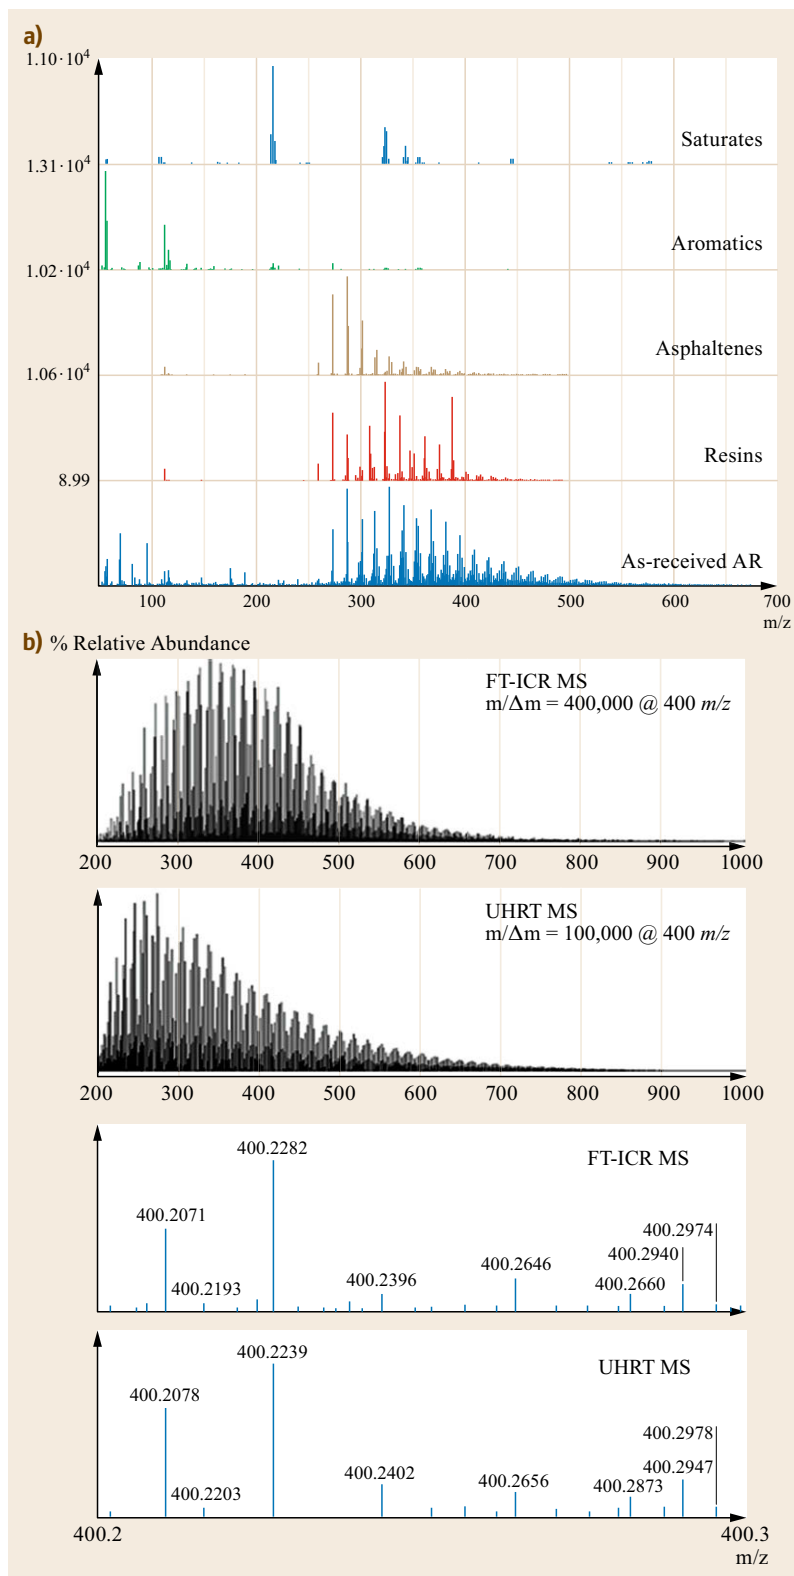 a)
1.10·10⁴
Saturates
1.31·10⁴
Aromatics
1.02·10⁴
Asphaltenes
1.06·10⁴
Resins
8.99
As-received AR
100 200 300 400 500 600 700
m/z
b) % Relative Abundance
FT-ICR MS
m/Δm = 400,000 @ 400 m/z
200 300 400 500 600 700 800 900 1000
UHRT MS
m/Δm = 100,000 @ 400 m/z
200 300 400 500 600 700 800 900 1000
400.2282
FT-ICR MS
400.2071
400.2974
400.2940
400.2646
400.2396
400.2193
400.2660
400.2239
UHRT MS
400.2078
400.2978
400.2947
400.2402
400.2656
400.2873
400.2203
400.2 400.3
m/z